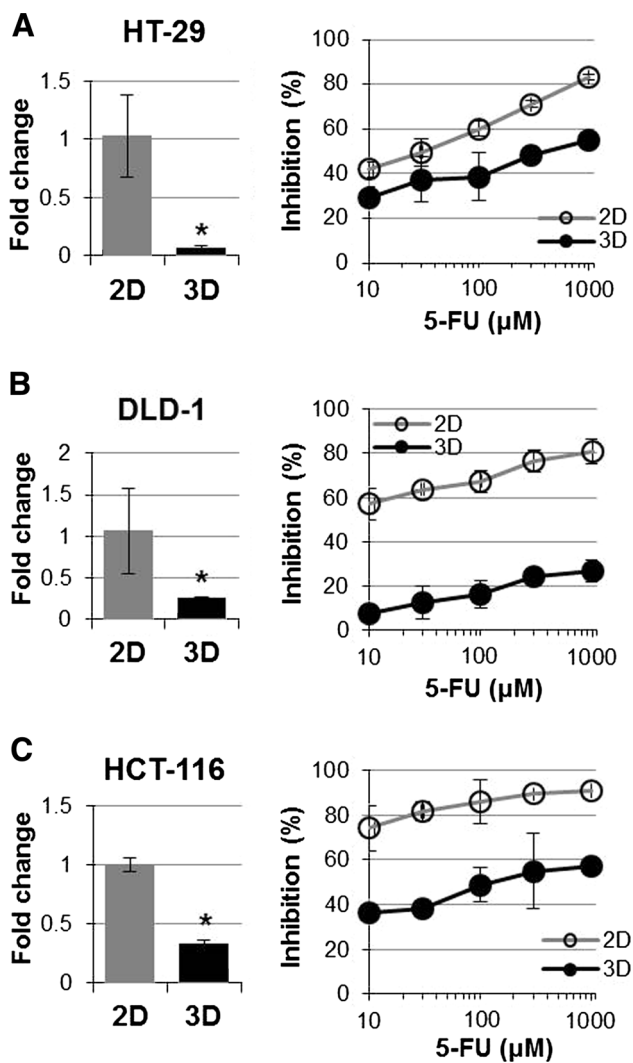 A
HT-29
Fold change
1.5
1
0.5
0
*
2D
3D
Inhibition (%)
100
80
60
40
20
0
2D
3D
10
100
1000
5-FU (µM)
B
DLD-1
Fold change
2
1.5
1
0.5
0
*
2D
3D
Inhibition (%)
100
80
60
40
20
0
2D
3D
10
100
1000
5-FU (µM)
C
HCT-116
Fold change
1.5
1
0.5
0
*
2D
3D
Inhibition (%)
100
80
60
40
20
0
2D
3D
10
100
1000
5-FU (µM)